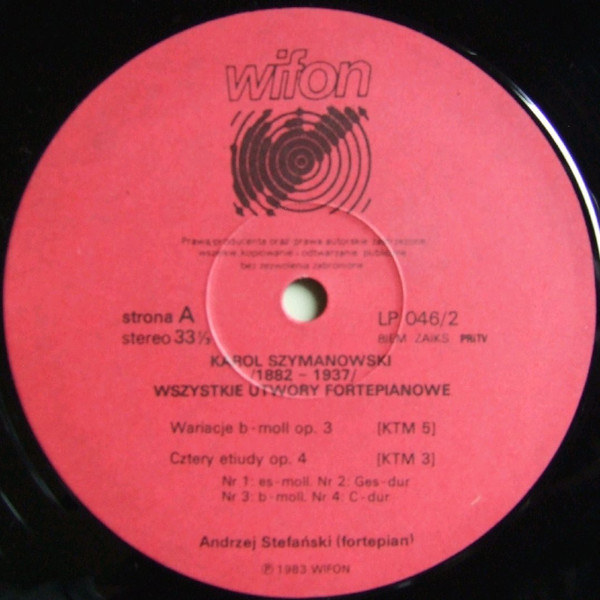 wifon
Prawa producenta oraz prawa autorskie zastrzeżone
wszelkie kopiowanie i odtwarzanie publiczne
bez zezwolenia zabronione
strona A LP 046/2
stereo 33⅓ BIEM ZAIKS PRiTV
KAROL SZYMANOWSKI
/1882 - 1937/
WSZYSTKIE UTWORY FORTEPIANOWE
Wariacje b-moll op. 3 [KTM 5]
Cztery etiudy op. 4 [KTM 3]
Nr 1: es-moll. Nr 2: Ges-dur
Nr 3: b-moll. Nr 4: C-dur
Andrzej Stefański (fortepian)
℗ 1983 WIFON